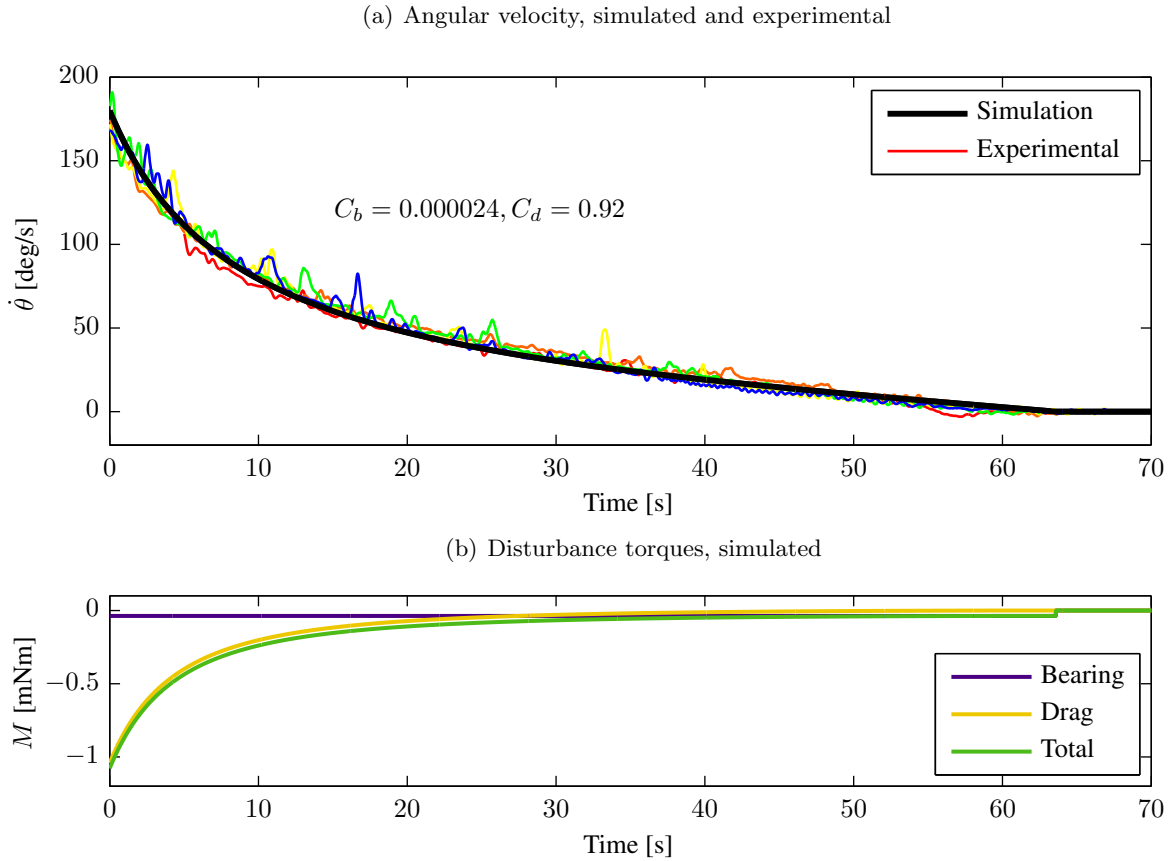 (a) Angular velocity, simulated and experimental
200
150
100
50
0
θ̇ [deg/s]
Simulation
Experimental
C_b = 0.000024, C_d = 0.92
0 10 20 30 40 50 60 70
Time [s]
(b) Disturbance torques, simulated
0
−0.5
−1
M [mNm]
Bearing
Drag
Total
0 10 20 30 40 50 60 70
Time [s]